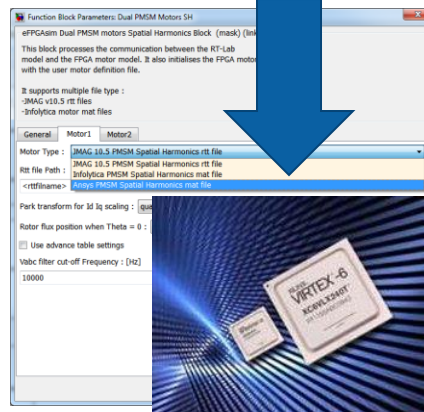 Function Block Parameters: Dual PMSM Motors SH
eFPGAsim Dual PMSM motors Spatial Harmonics Block (mask) (link
This block processes the communication between the RT-Lab
model and the FPGA motor model. It also initialises the FPGA motor
with the user motor definition file.
It supports multiple file type :
-JMAG v10.5 rtt files
-Infolytica motor mat files
General Motor1 Motor2
Motor Type : JMAG 10.5 PMSM Spatial Harmonics rtt file
JMAG 10.5 PMSM Spatial Harmonics rtt file
Rtt file Path : Infolytica PMSM Spatial Harmonics mat file
<rttfilname> Ansys PMSM Spatial Harmonics mat file
Park transform for Id Iq scaling : qua
Rotor flux position when Theta = 0 :
Use advance table settings
Vabc filter cut-off Frequency : [Hz]
10000
VIRTEX-6